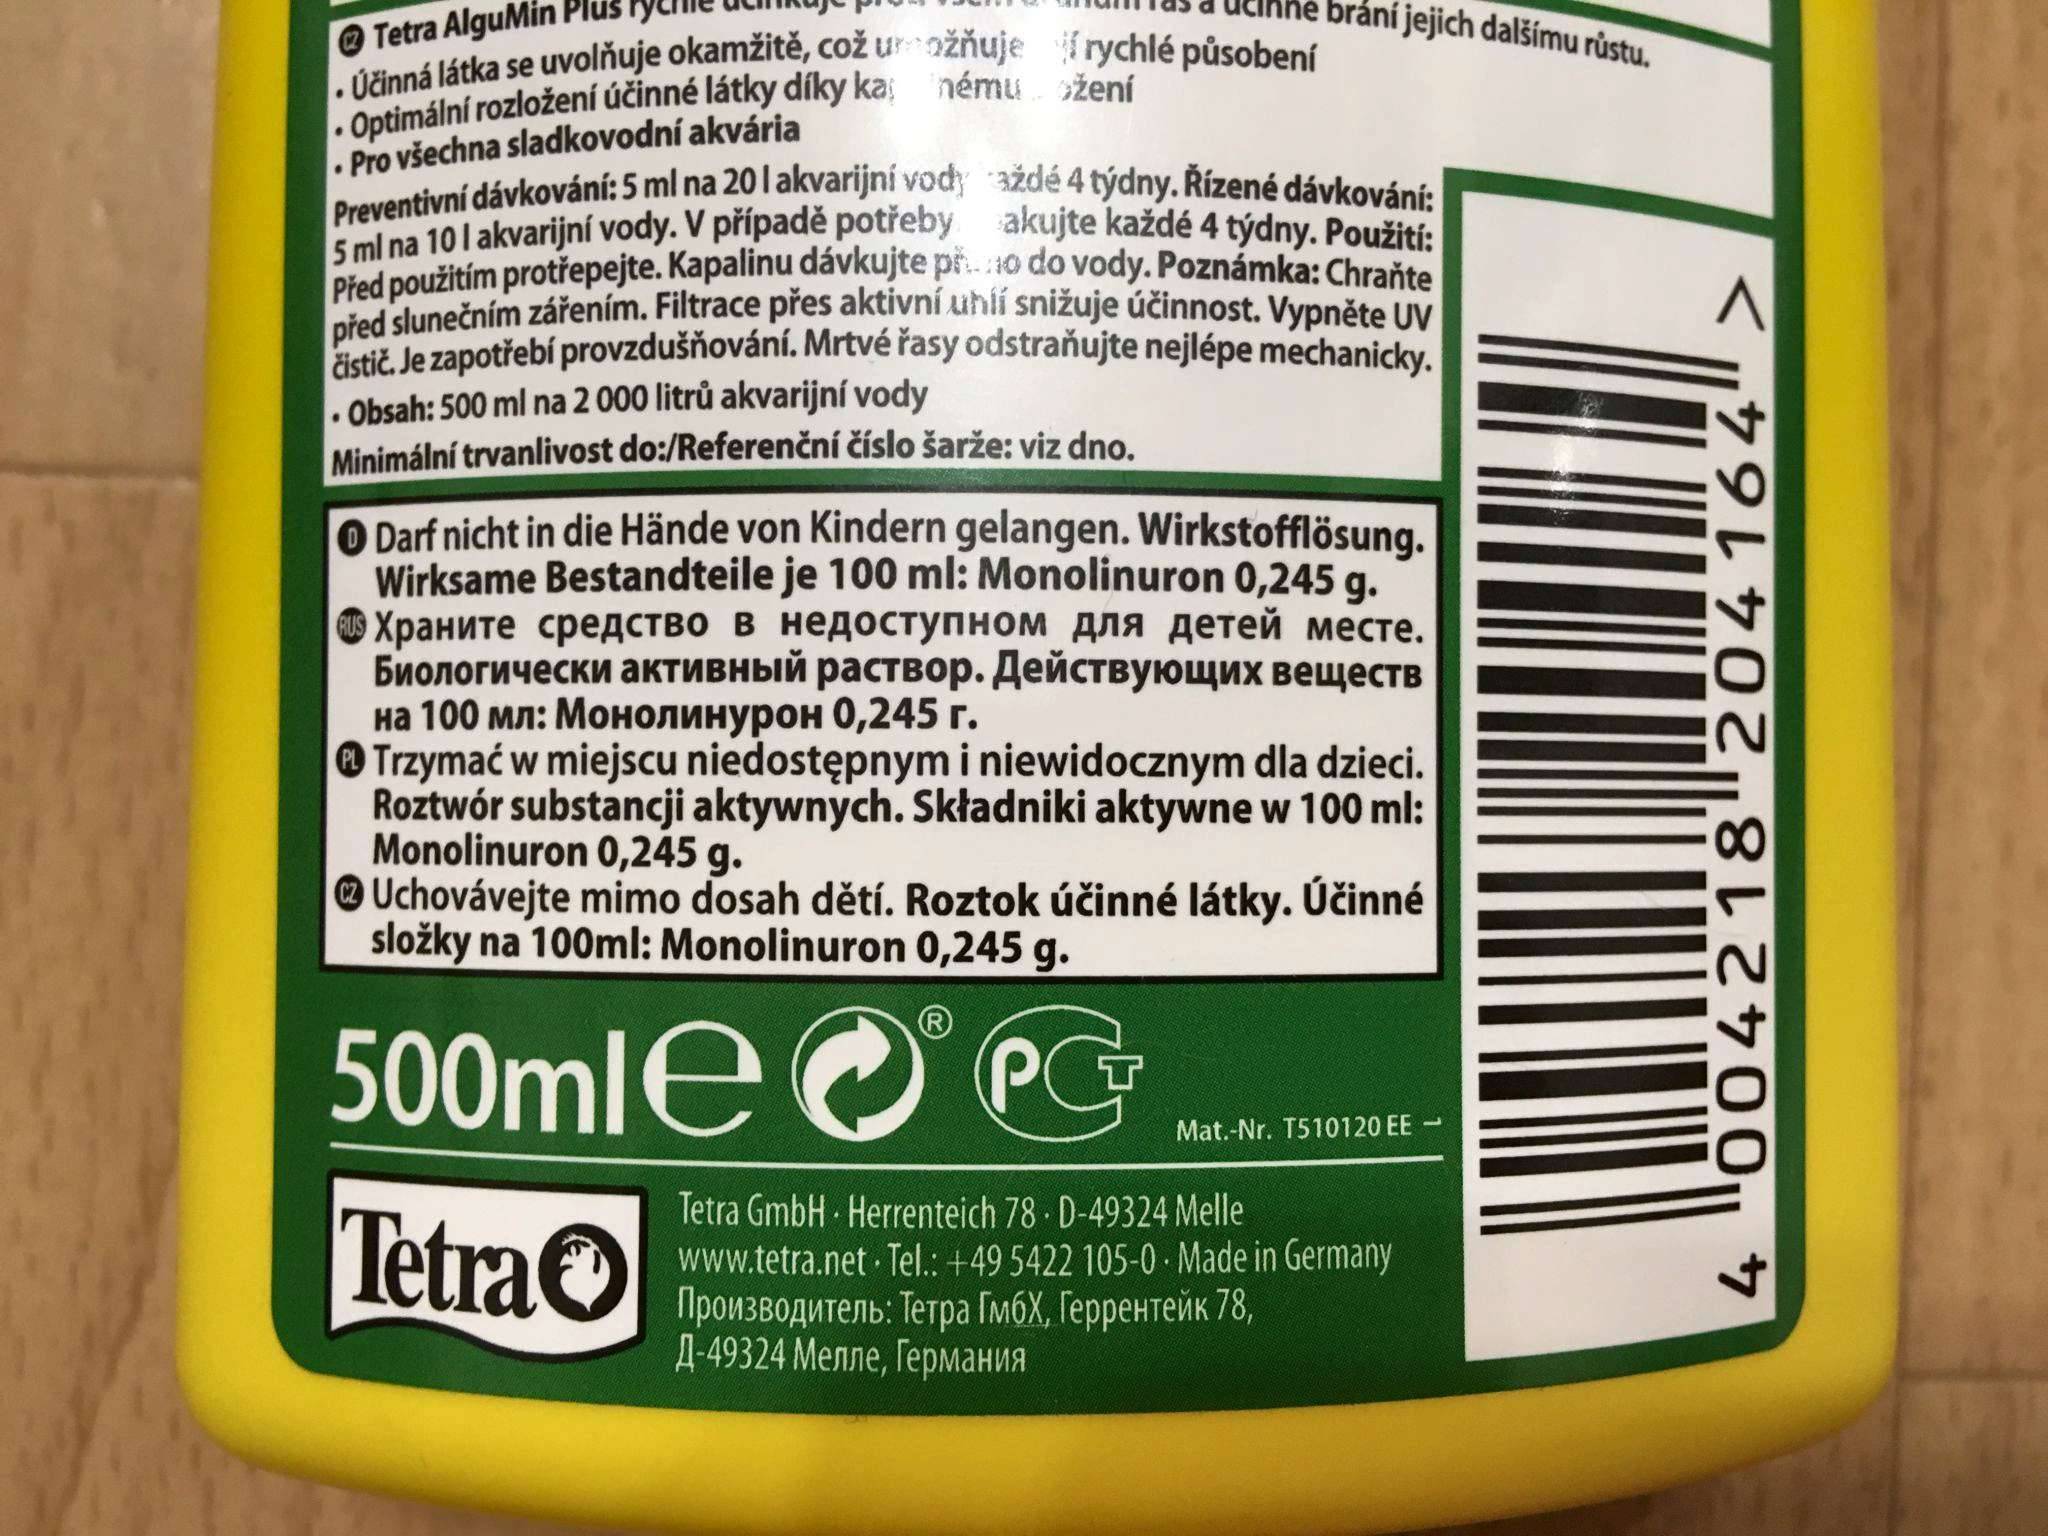 CZ Tetra AlguMin Plus rychle účinkuje a účinně brání jejich dalšímu růstu.
• Účinná látka se uvolňuje okamžitě, což rychlé působení
• Optimální rozložení účinné látky díky
• Pro všechna sladkovodní akvária
Preventivní dávkování: 5 ml na 20 l akvarijní vody každé 4 týdny. Řízené dávkování:
5 ml na 10 l akvarijní vody. V případě potřeby každé 4 týdny. Použití:
Před použitím protřepejte. Kapalinu dávkujte do vody. Poznámka: Chraňte
před slunečním zářením. Filtrace přes aktivní uhlí snižuje účinnost. Vypněte UV
čistič. Je zapotřebí provzdušňování. Mrtvé řasy odstraňujte nejlépe mechanicky.
• Obsah: 500 ml na 2 000 litrů akvarijní vody
Minimální trvanlivost do:/Referenční číslo šarže: viz dno.
D Darf nicht in die Hände von Kindern gelangen. Wirkstofflösung.
Wirksame Bestandteile je 100 ml: Monolinuron 0,245 g.
RUS Храните средство в недоступном для детей месте.
Биологически активный раствор. Действующих веществ
на 100 мл: Монолинурон 0,245 г.
PL Trzymać w miejscu niedostępnym i niewidocznym dla dzieci.
Roztwór substancji aktywnych. Składniki aktywne w 100 ml:
Monolinuron 0,245 g.
CZ Uchovávejte mimo dosah dětí. Roztok účinné látky. Účinné
složky na 100ml: Monolinuron 0,245 g.
500ml e ® PCT
Mat.-Nr. T510120 EE
Tetra
Tetra GmbH · Herrenteich 78 · D-49324 Melle
www.tetra.net · Tel.: +49 5422 105-0 · Made in Germany
Производитель: Тетра ГмбХ, Геррентейк 78,
Д-49324 Мелле, Германия
4 004218 204164 >